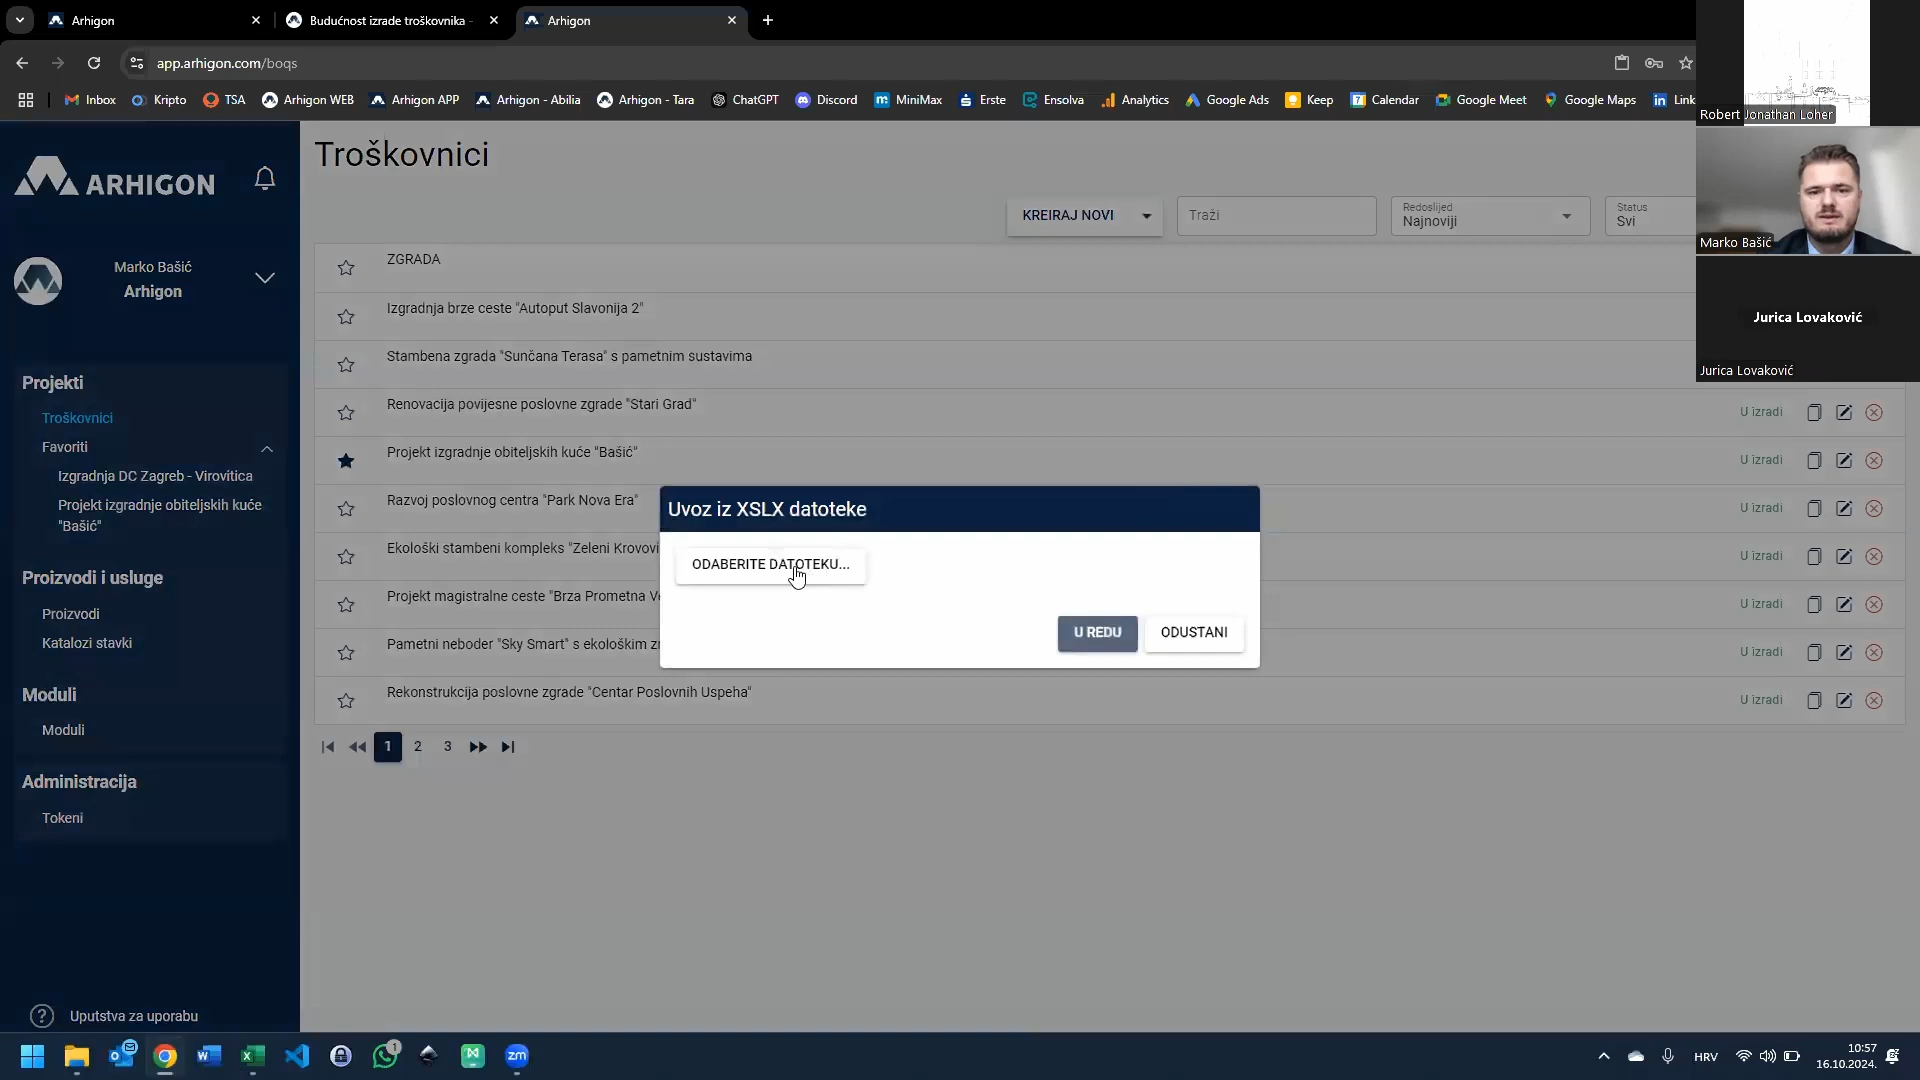 Arhigon
Budućnost izrade troškovnika -
Arhigon
app.arhigon.com/boqs
Inbox
Kripto
TSA
Arhigon WEB
Arhigon APP
Arhigon - Abilia
Arhigon - Tara
ChatGPT
Discord
MiniMax
Erste
Ensolva
Analytics
Google Ads
Keep
Calendar
Google Meet
Google Maps
Link
Robert Jonathan Loher
Marko Bašić
Jurica Lovaković
Jurica Lovaković
ARHIGON
Marko Bašić
Arhigon
Projekti
Troškovnici
Favoriti
Izgradnja DC Zagreb - Virovitica
Projekt izgradnje obiteljskih kuće
"Bašić"
Proizvodi i usluge
Proizvodi
Katalozi stavki
Moduli
Moduli
Administracija
Tokeni
Uputstva za uporabu
Troškovnici
KREIRAJ NOVI
Traži
Redoslijed
Najnoviji
Status
Svi
ZGRADA
Izgradnja brze ceste "Autoput Slavonija 2"
Stambena zgrada "Sunčana Terasa" s pametnim sustavima
Renovacija povijesne poslovne zgrade "Stari Grad" U izradi
Projekt izgradnje obiteljskih kuće "Bašić" U izradi
Razvoj poslovnog centra "Park Nova Era" U izradi
Ekološki stambeni kompleks "Zeleni Krovovi U izradi
Projekt magistralne ceste "Brza Prometna Ve U izradi
Pametni neboder "Sky Smart" s ekološkim zn U izradi
Rekonstrukcija poslovne zgrade "Centar Poslovnih Uspeha" U izradi
1 2 3
Uvoz iz XSLX datoteke
ODABERITE DATOTEKU...
U REDU
ODUSTANI
1
zm
HRV
10:57
16.10.2024.